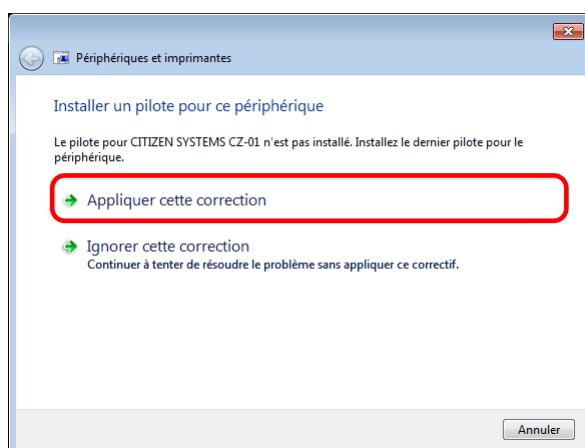 Périphériques et imprimantes
Installer un pilote pour ce périphérique
Le pilote pour CITIZEN SYSTEMS CZ-01 n'est pas installé. Installez le dernier pilote pour le
périphérique.
Appliquer cette correction
Ignorer cette correction
Continuer à tenter de résoudre le problème sans appliquer ce correctif.
Annuler